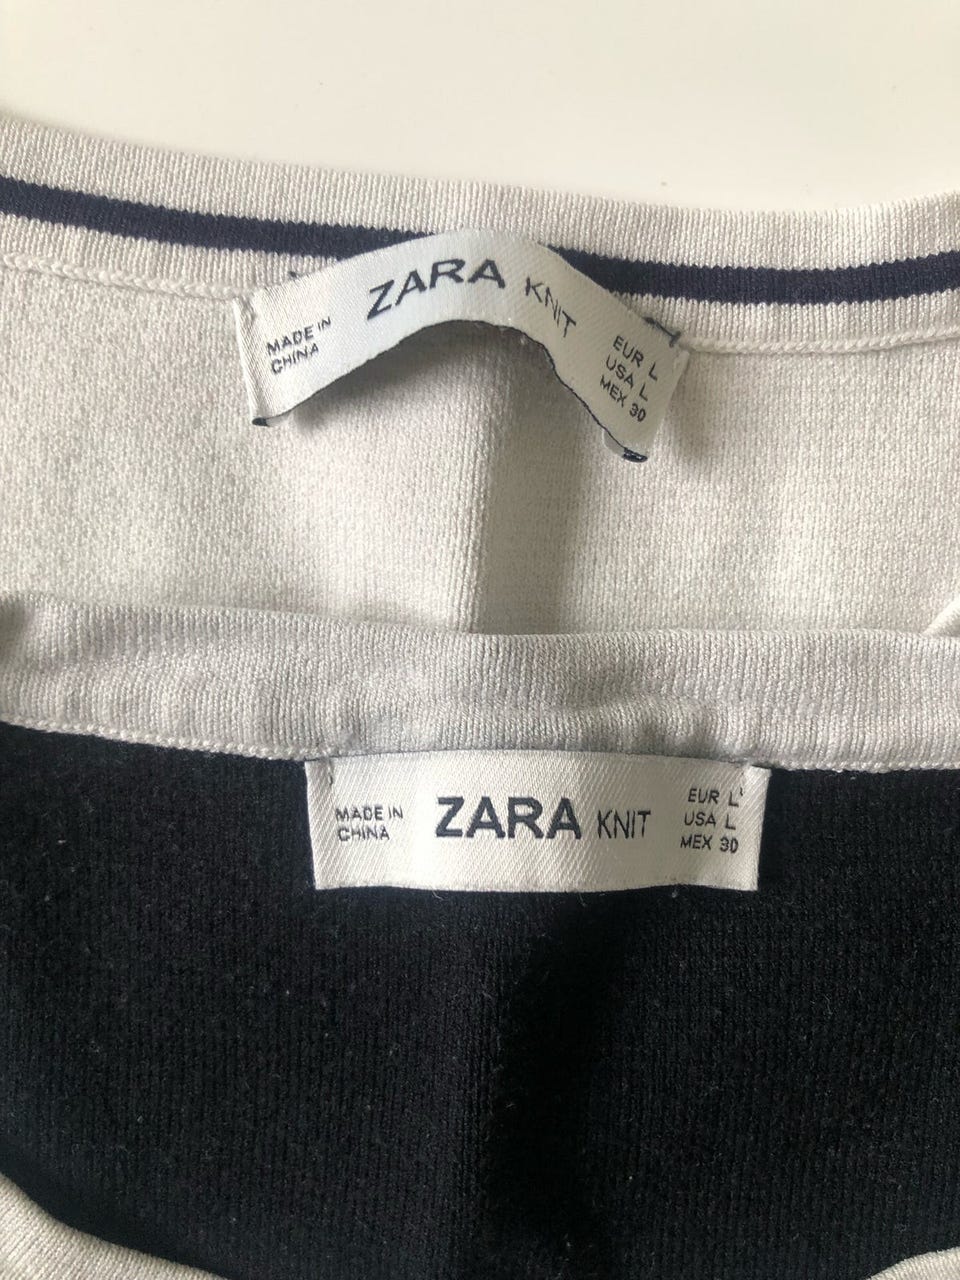 MADE IN
CHINA
ZARA KNIT
EUR L
USA L
MEX 30
MADE IN
CHINA
ZARA KNIT
EUR L
USA L
MEX 30